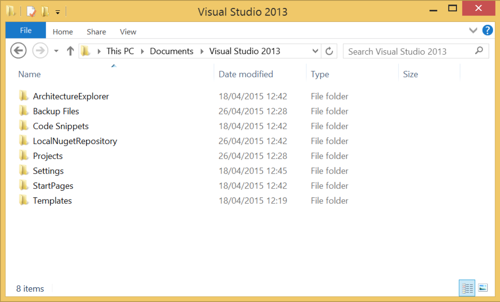 Visual Studio 2013
File Home Share View
This PC Documents Visual Studio 2013 Search Visual Studio 2013
Name Date modified Type Size
ArchitectureExplorer 18/04/2015 12:42 File folder
Backup Files 26/04/2015 12:28 File folder
Code Snippets 18/04/2015 12:42 File folder
LocalNugetRepository 26/04/2015 12:42 File folder
Projects 26/04/2015 12:28 File folder
Settings 18/04/2015 12:45 File folder
StartPages 18/04/2015 12:42 File folder
Templates 18/04/2015 12:19 File folder
8 items